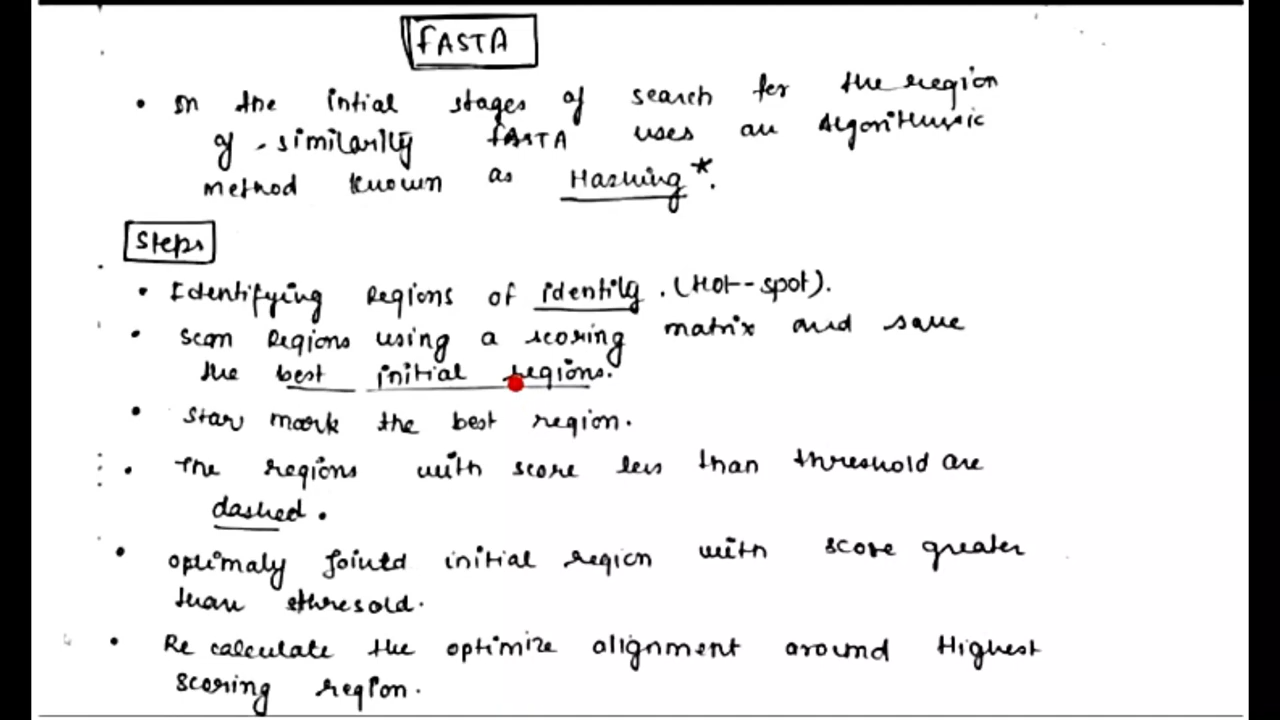 fASTA
• In the intial stages of search for the region
of similarity fASTA uses an Algorithmic
method known as Hashing*.
Steps
• Identifying Regions of identity. (Hot-spot).
• Scan Regions using a scoring matrix and save
the best initial regions.
• Star mark the best region.
• The regions with score less than threshold are
dashed.
• optimaly joined initial region with score greater
than thresold.
• Re calculate the optimize alignment around Highest
scoring region.